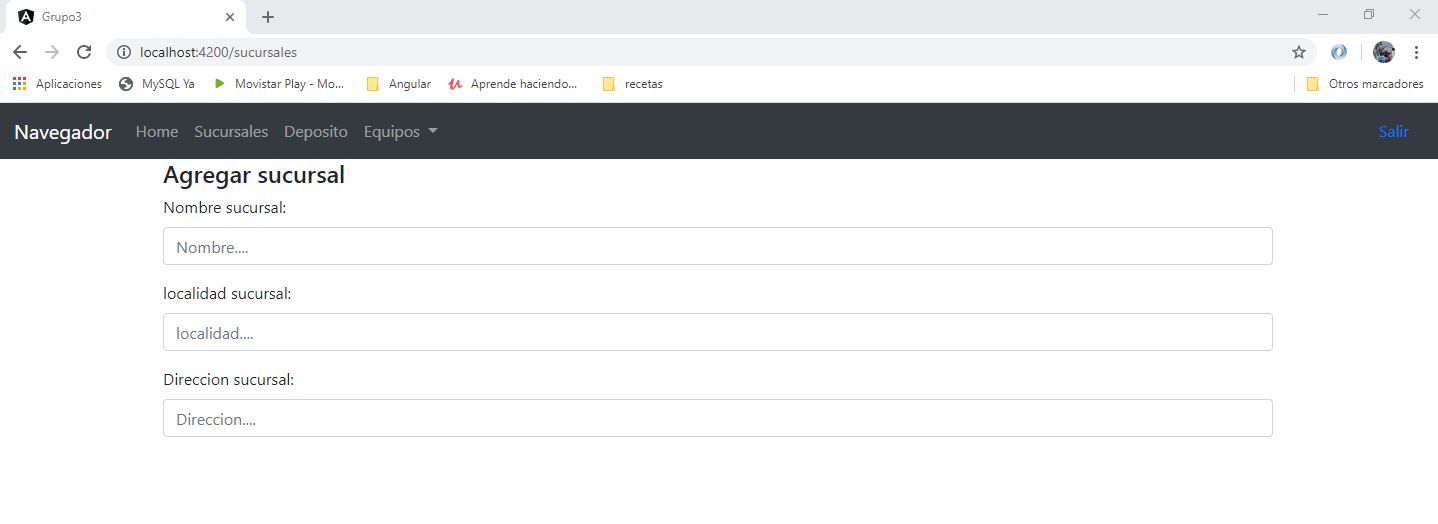 Grupo3
localhost:4200/sucursales
Aplicaciones MySQL Ya Movistar Play - Mo... Angular Aprende haciendo... recetas Otros marcadores
Navegador Home Sucursales Deposito Equipos Salir
Agregar sucursal
Nombre sucursal:
Nombre....
localidad sucursal:
localidad....
Direccion sucursal:
Direccion....